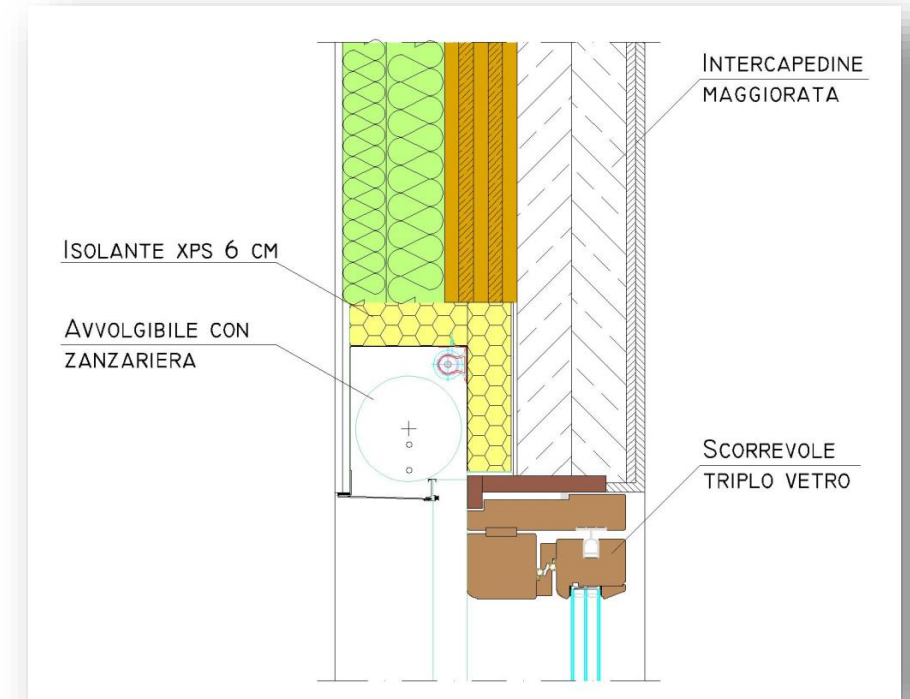 INTERCAPEDINE
MAGGIORATA
ISOLANTE XPS 6 CM
AVVOLGIBILE CON
ZANZARIERA
SCORREVOLE
TRIPLO VETRO